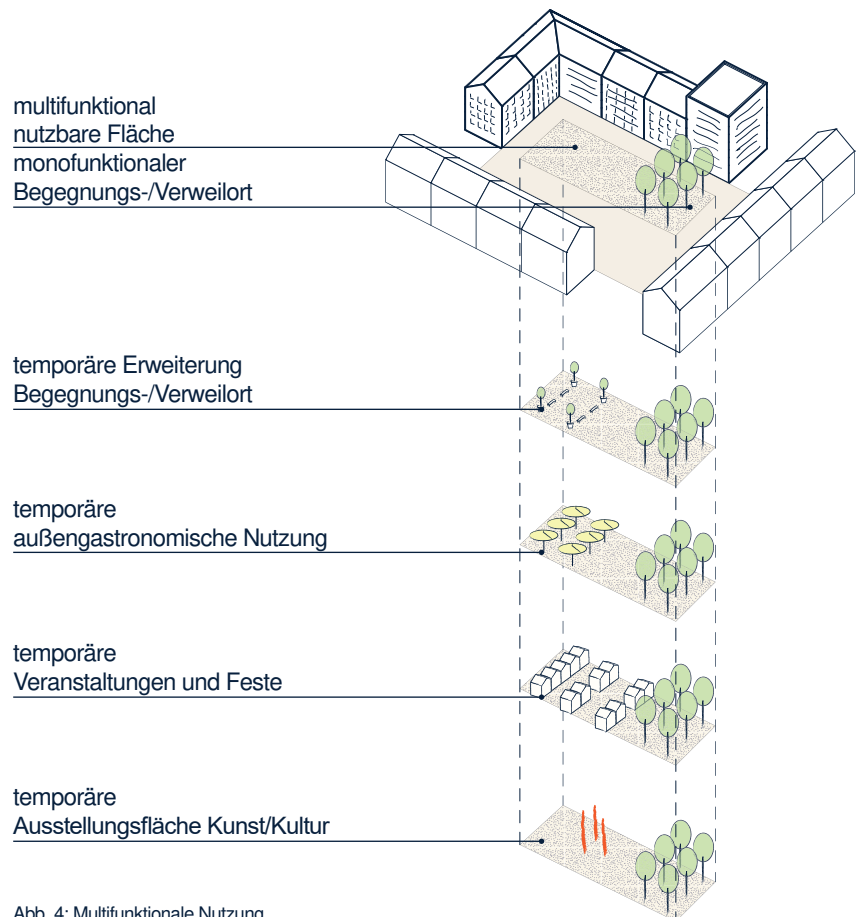 multifunktional
nutzbare Fläche
monofunktionaler
Begegnungs-/Verweilort
temporäre Erweiterung
Begegnungs-/Verweilort
temporäre
außengastronomische Nutzung
temporäre
Veranstaltungen und Feste
temporäre
Ausstellungsfläche Kunst/Kultur
Abb. 4: Multifunktionale Nutzung